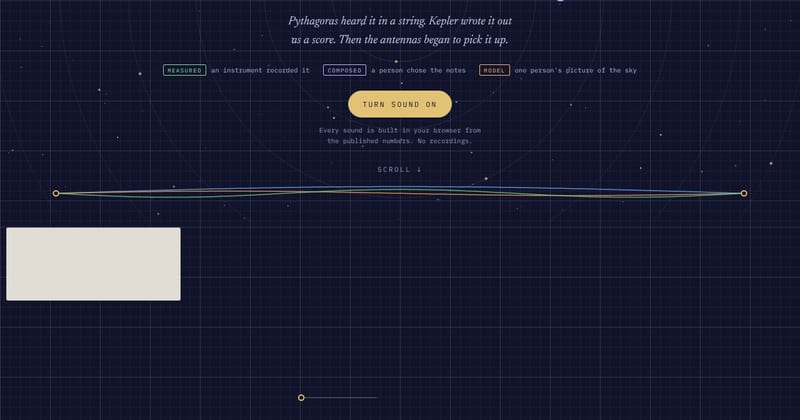 Pythagoras heard it in a string. Kepler wrote it out
us a score. Then the antennas began to pick it up.
MEASURED an instrument recorded it COMPOSED a person chose the notes MODEL one person's picture of the sky
TURN SOUND ON
Every sound is built in your browser from
the published numbers. No recordings.
SCROLL ↓